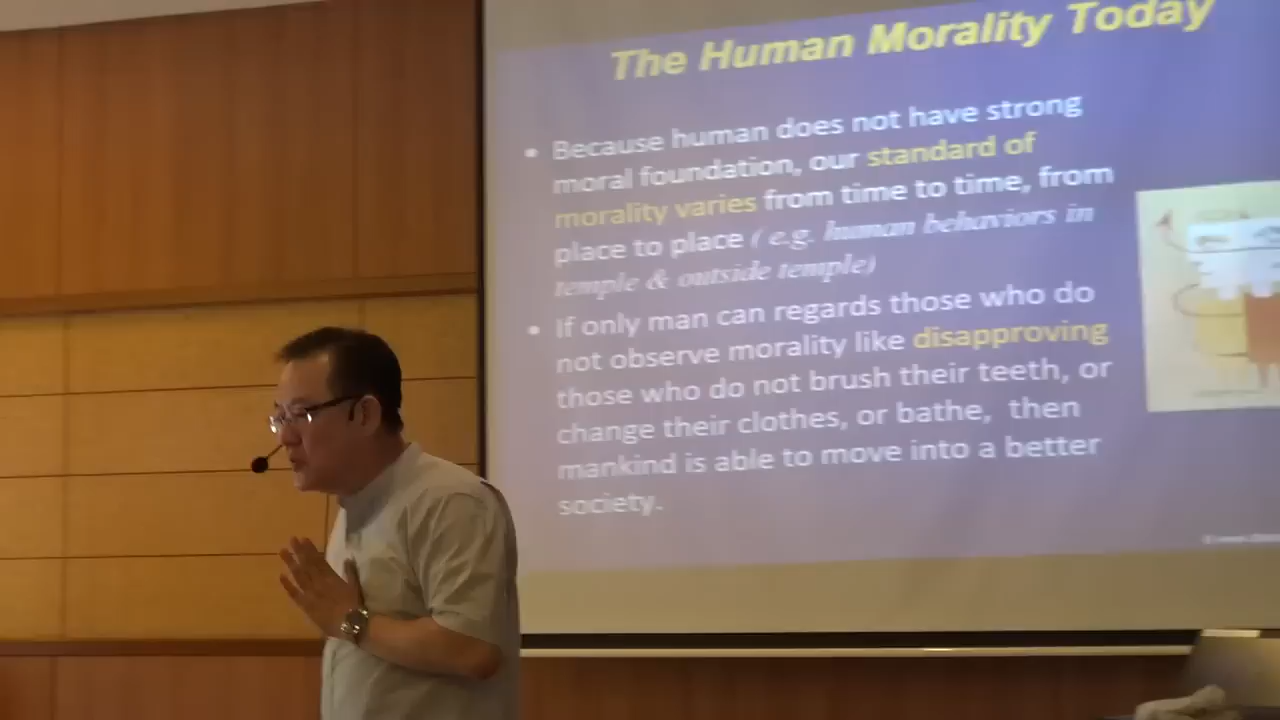 The Human Morality Today
• Because human does not have strong
moral foundation, our standard of
morality varies from time to time, from
place to place ( e.g. human behaviors in
temple & outside temple)
• If only man can regards those who do
not observe morality like disapproving
those who do not brush their teeth, or
change their clothes, or bathe, then
mankind is able to move into a better
society.